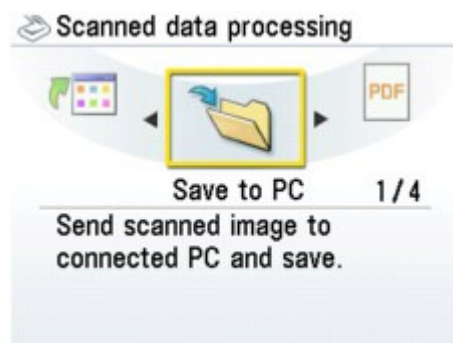 Scanned data processing
PDF
Save to PC 1/4
Send scanned image to
connected PC and save.